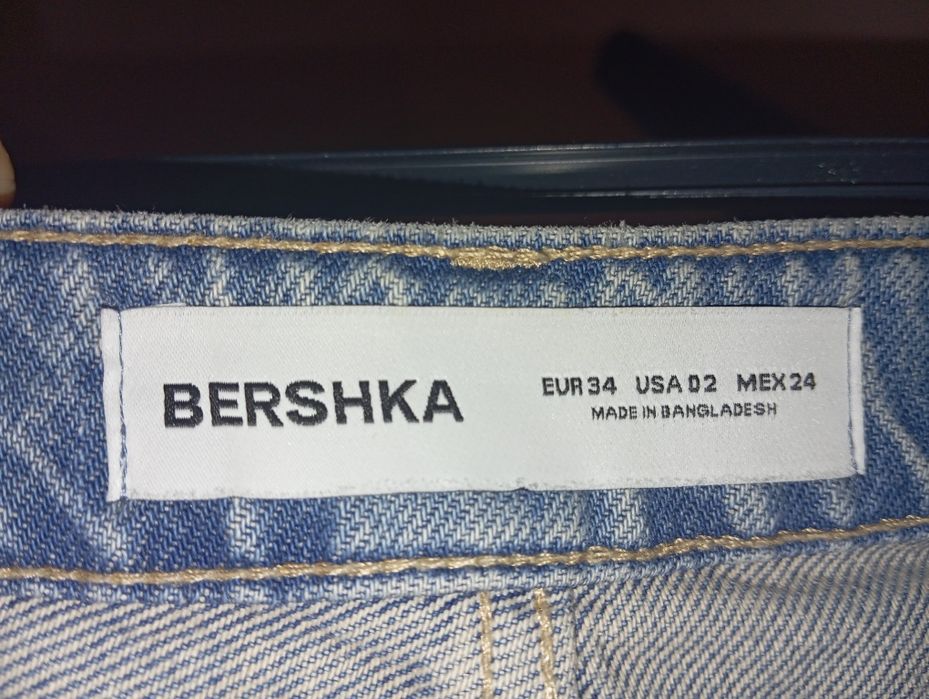 BERSHKA
EUR 34 USA 02 MEX 24
MADE IN BANGLADESH